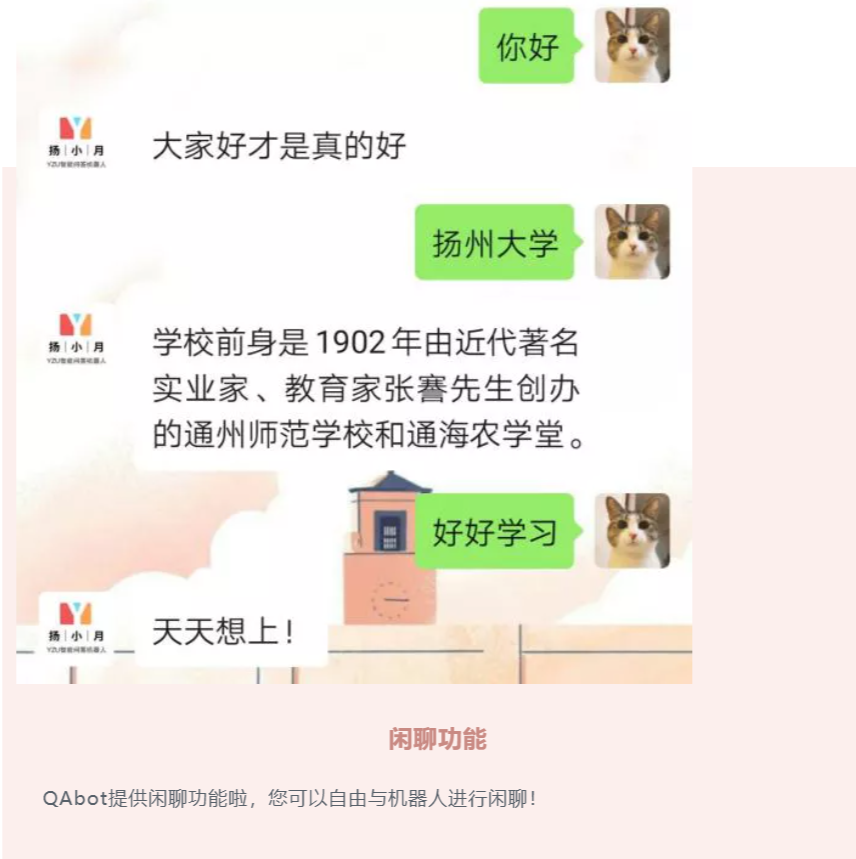 你好
扬|小|月
YZU智能问答机器人
大家好才是真的好
扬州大学
扬|小|月
YZU智能问答机器人
学校前身是1902年由近代著名
实业家、教育家张謇先生创办
的通州师范学校和通海农学堂。
好好学习
扬|小|月
YZU智能问答机器人
天天想上！
闲聊功能
QAbot提供闲聊功能啦，您可以自由与机器人进行闲聊！